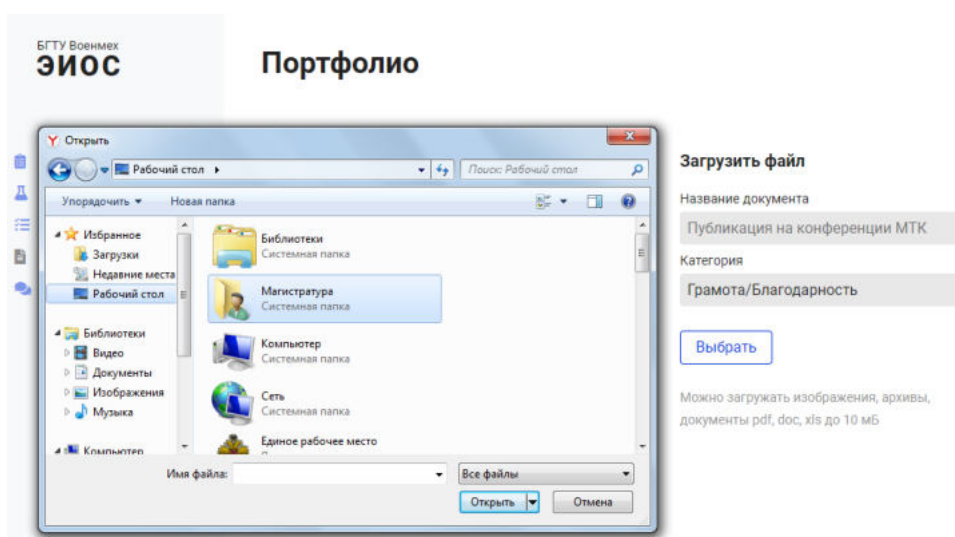 БГТУ Военмех
ЭИОС
Портфолио
Открыть
Рабочий стол
Поиск: Рабочий стол
Упорядочить
Новая папка
Избранное
Загрузки
Недавние места
Рабочий стол
Библиотеки
Видео
Документы
Изображения
Музыка
Компьютер
Библиотеки
Системная папка
Магистратура
Системная папка
Компьютер
Системная папка
Сеть
Системная папка
Единое рабочее место
Имя файла:
Все файлы
Открыть
Отмена
Загрузить файл
Название документа
Публикация на конференции МТК
Категория
Грамота/Благодарность
Выбрать
Можно загружать изображения, архивы,
документы pdf, doc, xls до 10 мБ